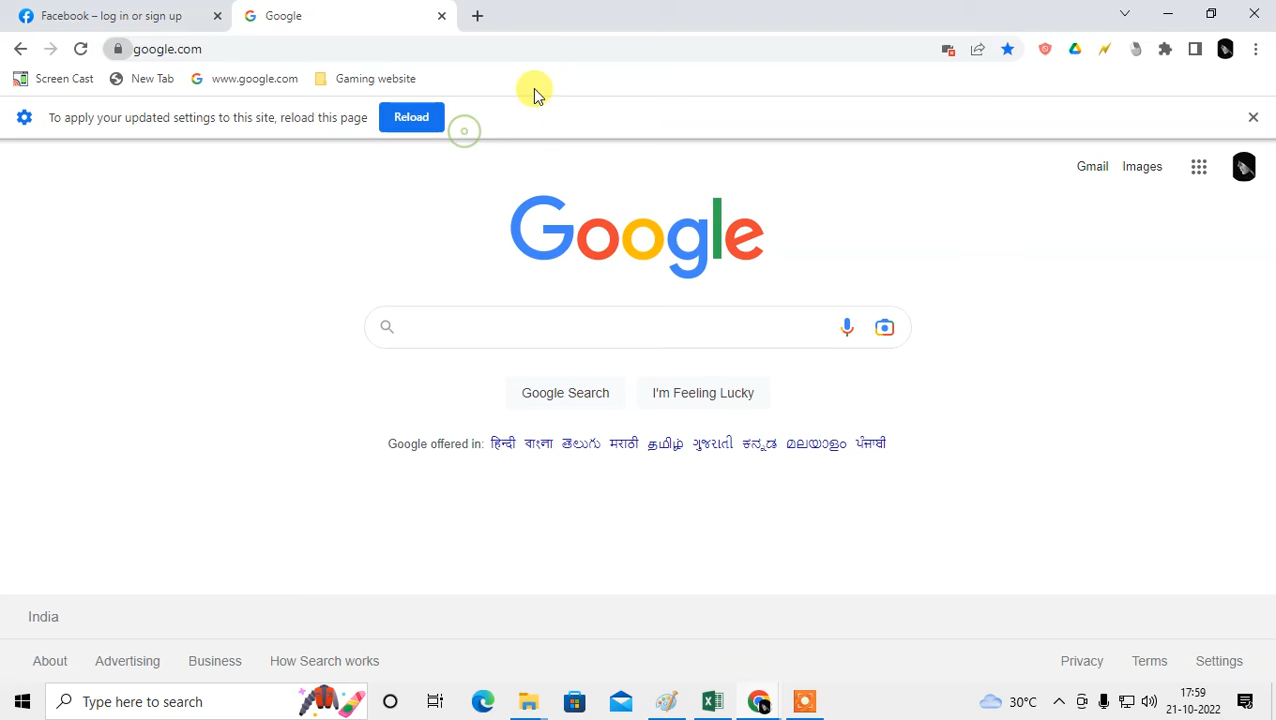 Facebook – log in or sign up
Google
google.com
Screen Cast
New Tab
www.google.com
Gaming website
To apply your updated settings to this site, reload this page
Reload
Gmail
Images
Google
Google Search
I'm Feeling Lucky
Google offered in: हिन्दी বাংলা తెలుగు मराठी தமிழ் ગુજરાતી ಕನ್ನಡ മലയാളം ਪੰਜਾਬੀ
India
About
Advertising
Business
How Search works
Privacy
Terms
Settings
Type here to search
30°C
17:59
21-10-2022